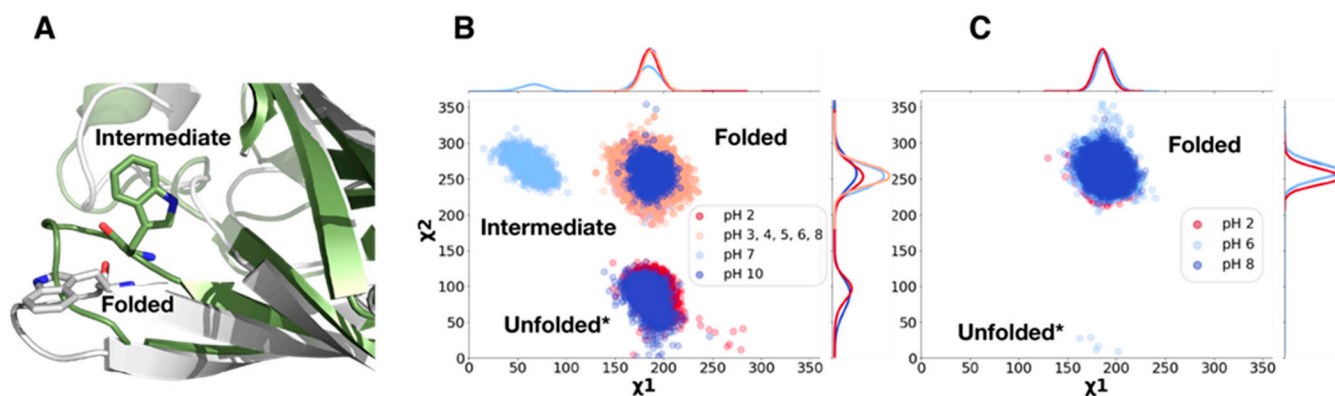 A
Intermediate
Folded
B
χ2
350
300
250
200
150
100
50
0
Folded
Intermediate
pH 2
pH 3, 4, 5, 6, 8
pH 7
pH 10
Unfolded*
0 50 100 150 200 250 300 350
χ1
C
350
300
250
200
150
100
50
0
Folded
pH 2
pH 6
pH 8
Unfolded*
0 50 100 150 200 250 300 350
χ1